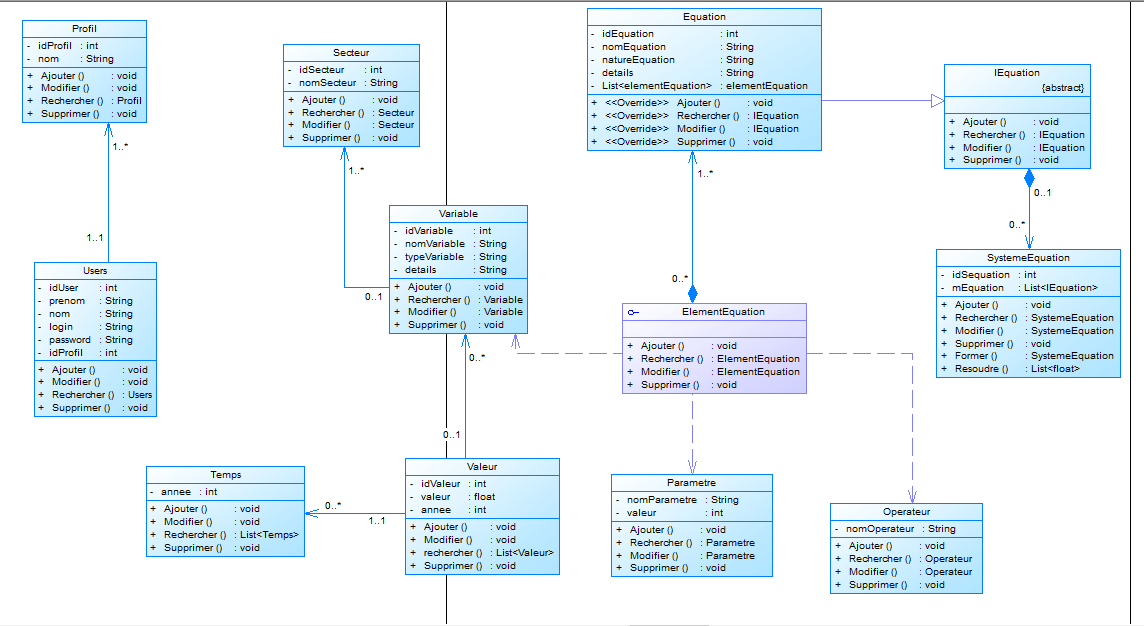 Profil
- idProfil : int
- nom : String
+ Ajouter () : void
+ Modifier () : void
+ Rechercher () : Profil
+ Supprimer () : void
1..*
1..1
Users
- idUser : int
- prenom : String
- nom : String
- login : String
- password : String
- idProfil : int
+ Ajouter () : void
+ Modifier () : void
+ Rechercher () : Users
+ Supprimer () : void
Secteur
- idSecteur : int
- nomSecteur : String
+ Ajouter () : void
+ Rechercher () : Secteur
+ Modifier () : Secteur
+ Supprimer () : void
1..*
0..1
Variable
- idVariable : int
- nomVariable : String
- typeVariable : String
- details : String
+ Ajouter () : void
+ Rechercher () : Variable
+ Modifier () : Variable
+ Supprimer () : void
0..*
0..1
Temps
- annee : int
+ Ajouter () : void
+ Modifier () : void
+ Rechercher () : List<Temps>
+ Supprimer () : void
0..*
1..1
Valeur
- idValeur : int
- valeur : float
- annee : int
+ Ajouter () : void
+ Modifier () : void
+ rechercher () : List<Valeur>
+ Supprimer () : void
Equation
- idEquation : int
- nomEquation : String
- natureEquation : String
- details : String
- List<elementEquation> : elementEquation
+ <<Override>> Ajouter () : void
+ <<Override>> Rechercher () : IEquation
+ <<Override>> Modifier () : IEquation
+ <<Override>> Supprimer () : void
1..*
0..*
ElementEquation
+ Ajouter () : void
+ Rechercher () : ElementEquation
+ Modifier () : ElementEquation
+ Supprimer () : void
Parametre
- nomParametre : String
- valeur : int
+ Ajouter () : void
+ Rechercher () : Parametre
+ Modifier () : Parametre
+ Supprimer () : void
IEquation
{abstract}
+ Ajouter () : void
+ Rechercher () : IEquation
+ Modifier () : IEquation
+ Supprimer () : void
0..1
0..*
SystemeEquation
- idSequation : int
- mEquation : List<IEquation>
+ Ajouter () : void
+ Rechercher () : SystemeEquation
+ Modifier () : SystemeEquation
+ Supprimer () : void
+ Former () : SystemeEquation
+ Resoudre () : List<float>
Operateur
- nomOperateur : String
+ Ajouter () : void
+ Rechercher () : Operateur
+ Modifier () : Operateur
+ Supprimer () : void